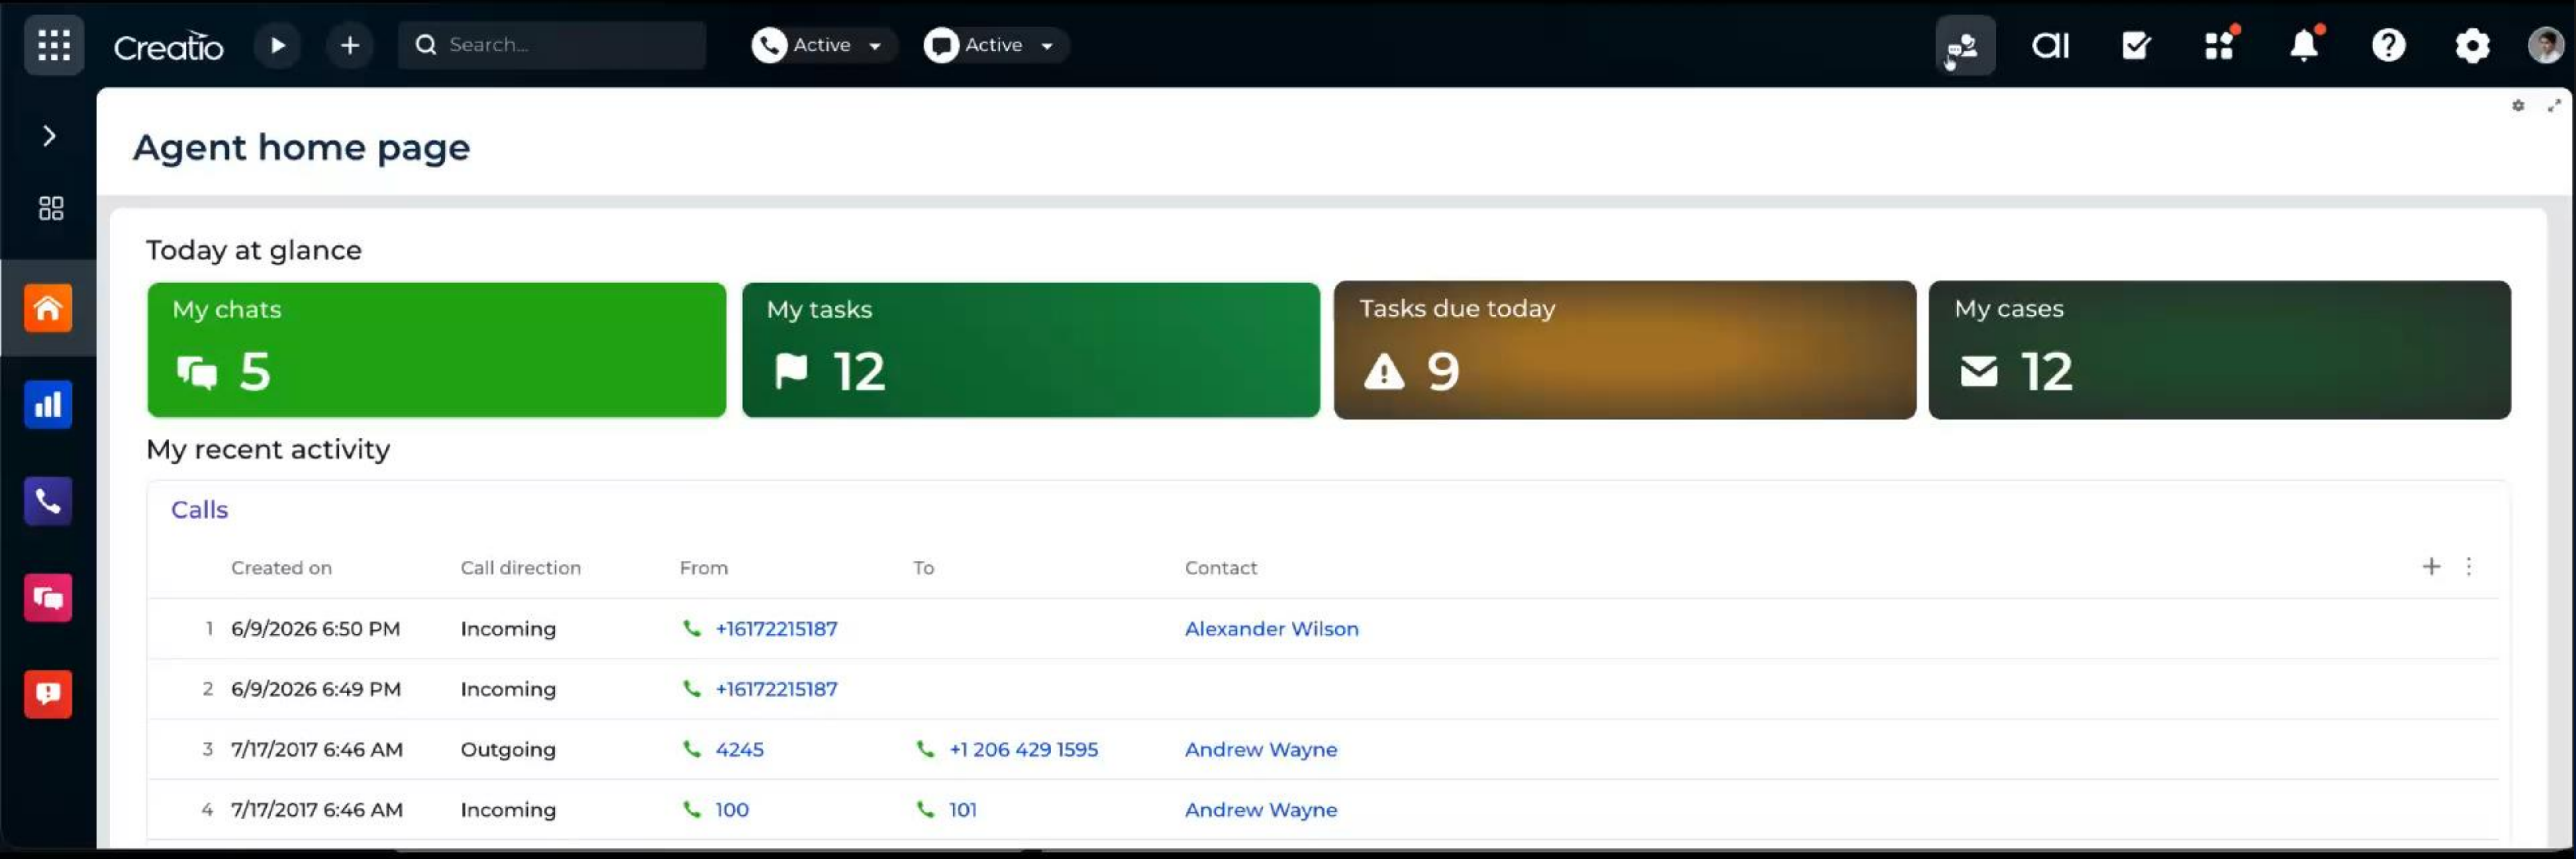 Creatio Search... Active Active ai
Agent home page
Today at glance
My chats My tasks Tasks due today My cases
5 12 9 12
My recent activity
Calls
Created on Call direction From To Contact
1 6/9/2026 6:50 PM Incoming +16172215187 Alexander Wilson
2 6/9/2026 6:49 PM Incoming +16172215187
3 7/17/2017 6:46 AM Outgoing 4245 +1 206 429 1595 Andrew Wayne
4 7/17/2017 6:46 AM Incoming 100 101 Andrew Wayne